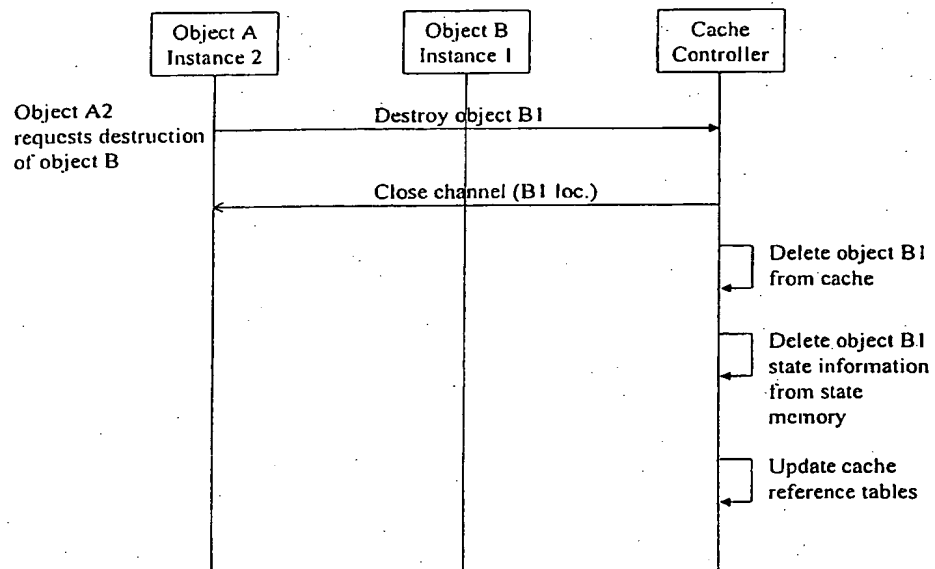 Object A
Instance 2
Object B
Instance 1
Cache
Controller
Object A2
requests destruction
of object B
Destroy object B1
Close channel (B1 loc.)
Delete object B1
from cache
Delete object B1
state information
from state
memory
Update cache
reference tables